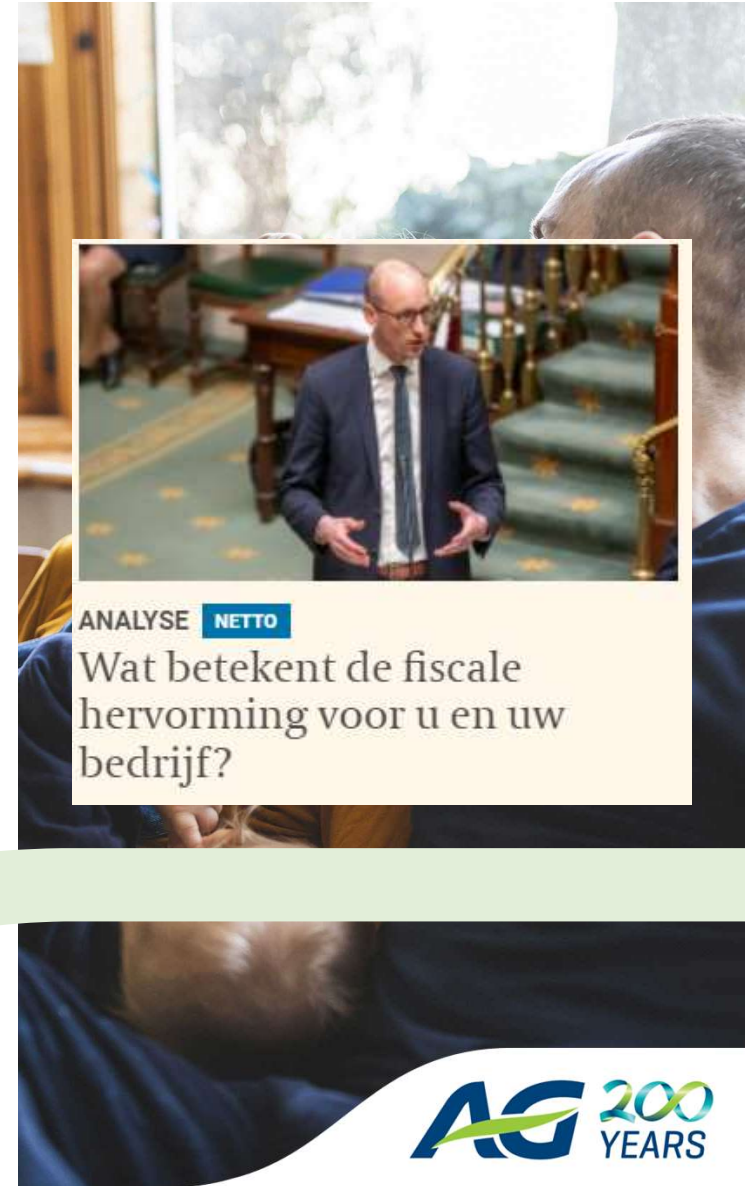 ANALYSE NETTO
Wat betekent de fiscale
hervorming voor u en uw
bedrijf?
AG 200
YEARS